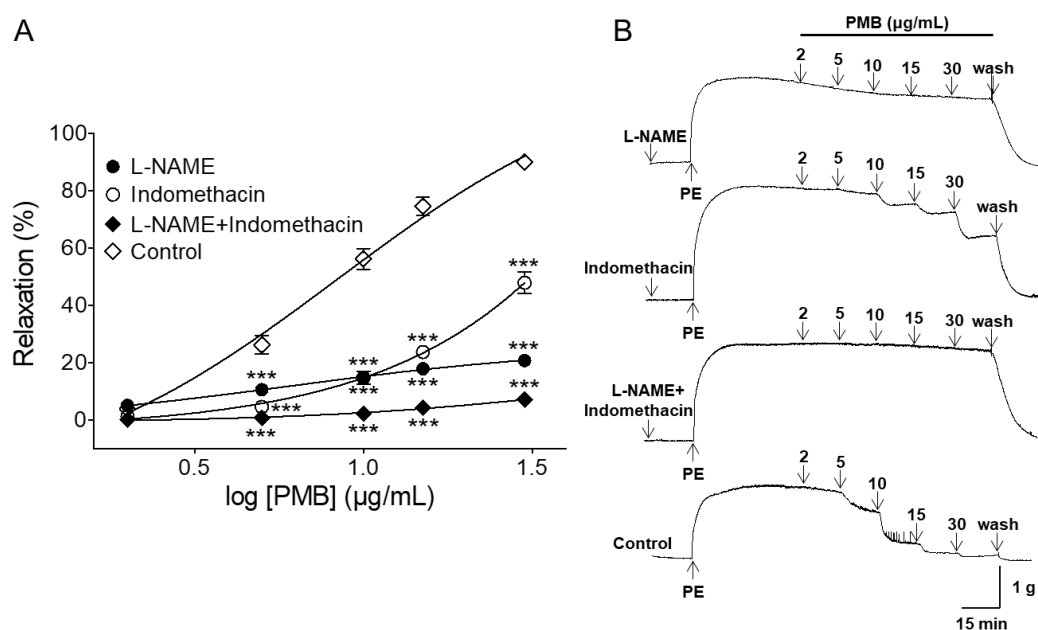 A
100
80
60
40
20
0
Relaxation (%)
L-NAME
Indomethacin
L-NAME+Indomethacin
Control
***
***
***
***
***
***
***
***
***
***
***
***
0.5 1.0 1.5
log [PMB] (μg/mL)
B
PMB (μg/mL)
2 5 10 15 30 wash
L-NAME
PE
2 5 10 15 30 wash
Indomethacin
PE
2 5 10 15 30 wash
L-NAME+
Indomethacin
PE
2 5 10 15 30 wash
Control
PE
1 g
15 min